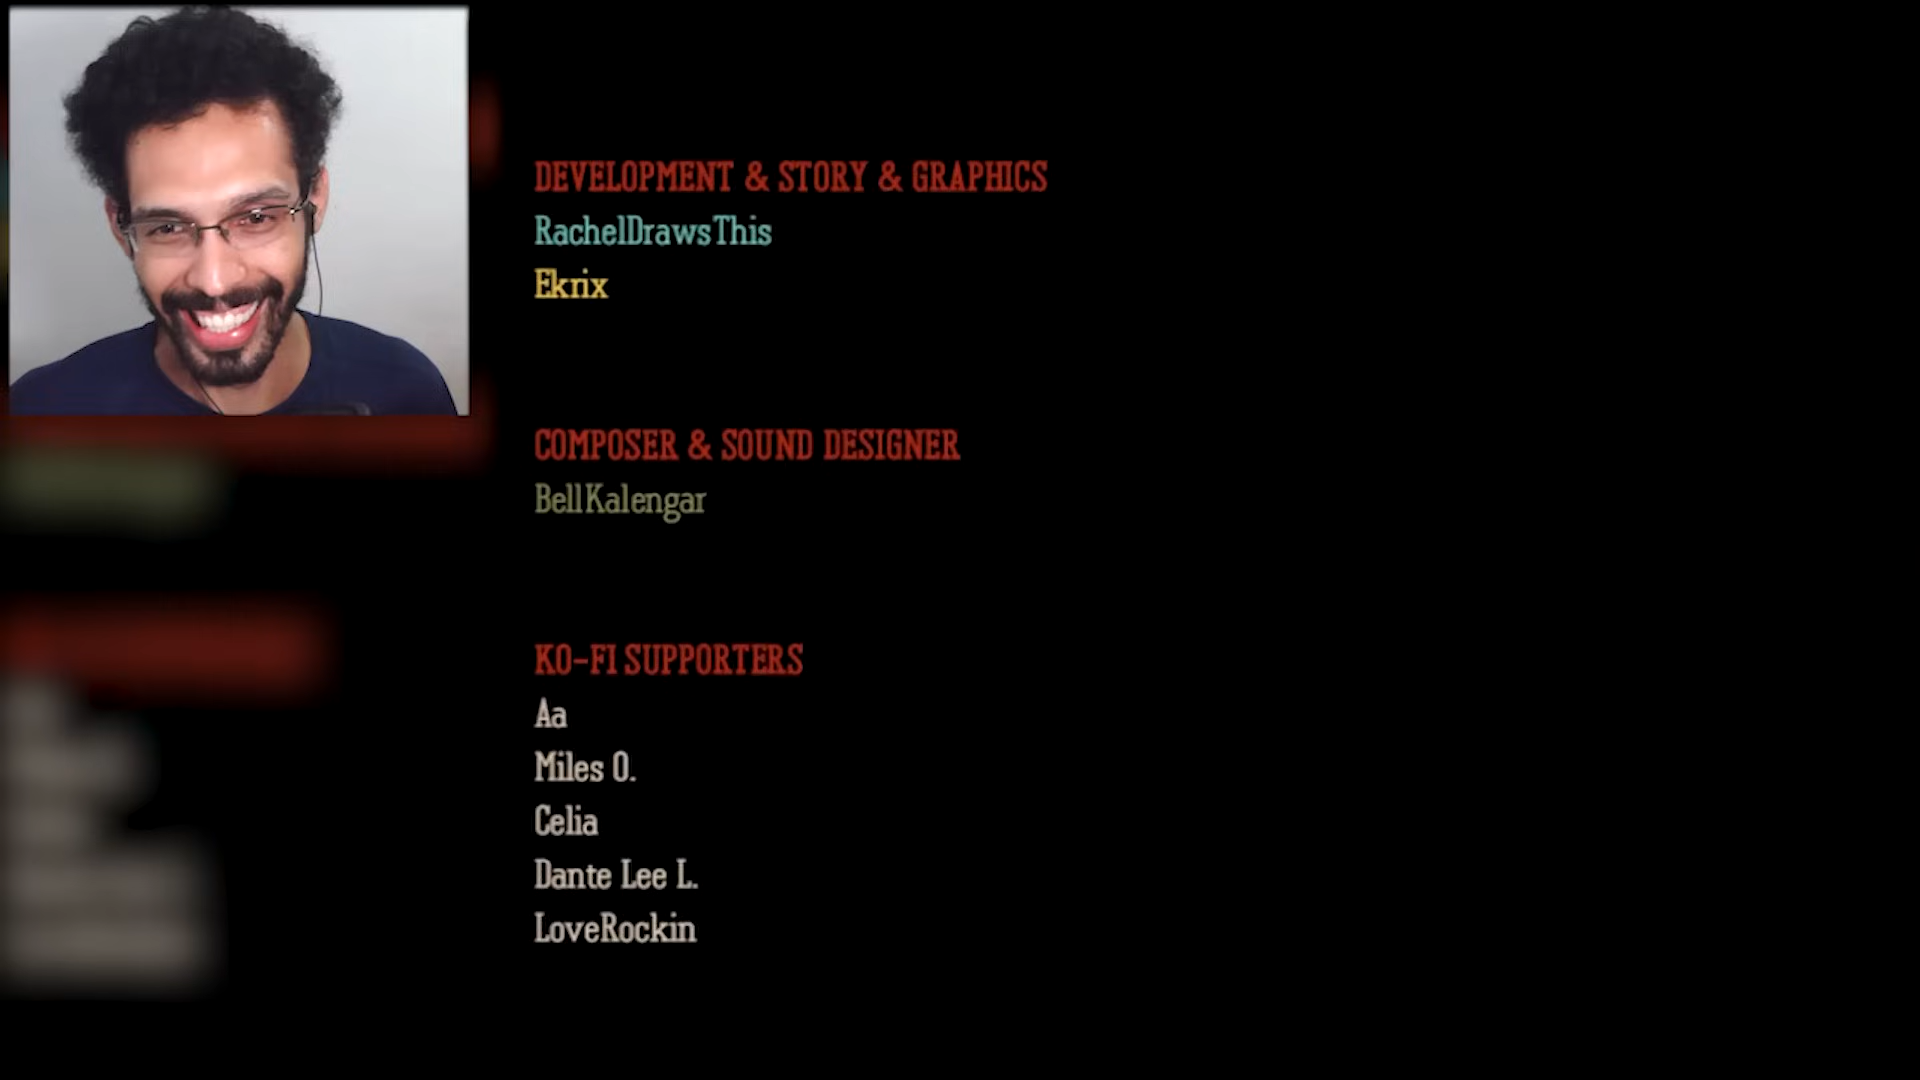 DEVELOPMENT & STORY & GRAPHICS
RachelDrawsThis
Ekrix
COMPOSER & SOUND DESIGNER
BellKalengar
KO-FI SUPPORTERS
Aa
Miles O.
Celia
Dante Lee L.
LoveRockin